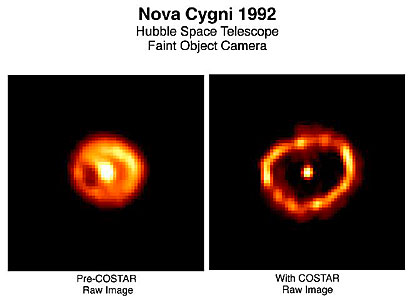 Nova Cygni 1992
Hubble Space Telescope
Faint Object Camera
Pre-COSTAR
Raw Image
With COSTAR
Raw Image